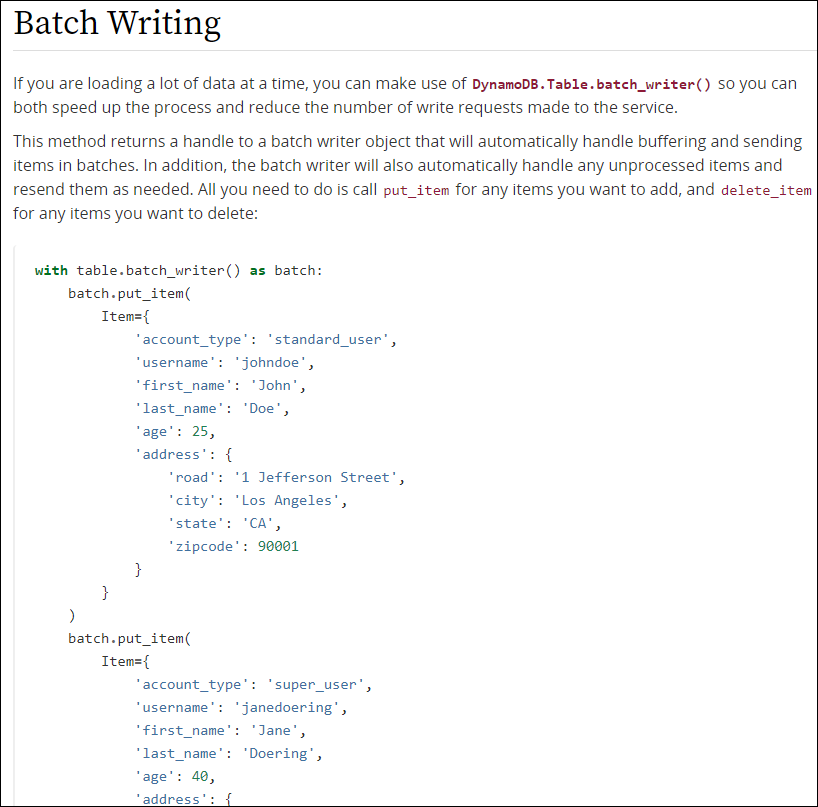 Batch Writing
If you are loading a lot of data at a time, you can make use of DynamoDB.Table.batch_writer() so you can
both speed up the process and reduce the number of write requests made to the service.
This method returns a handle to a batch writer object that will automatically handle buffering and sending
items in batches. In addition, the batch writer will also automatically handle any unprocessed items and
resend them as needed. All you need to do is call put_item for any items you want to add, and delete_item
for any items you want to delete:
with table.batch_writer() as batch:
    batch.put_item(
        Item={
            'account_type': 'standard_user',
            'username': 'johndoe',
            'first_name': 'John',
            'last_name': 'Doe',
            'age': 25,
            'address': {
                'road': '1 Jefferson Street',
                'city': 'Los Angeles',
                'state': 'CA',
                'zipcode': 90001
            }
        }
    )
    batch.put_item(
        Item={
            'account_type': 'super_user',
            'username': 'janedoering',
            'first_name': 'Jane',
            'last_name': 'Doering',
            'age': 40,
            'address': {